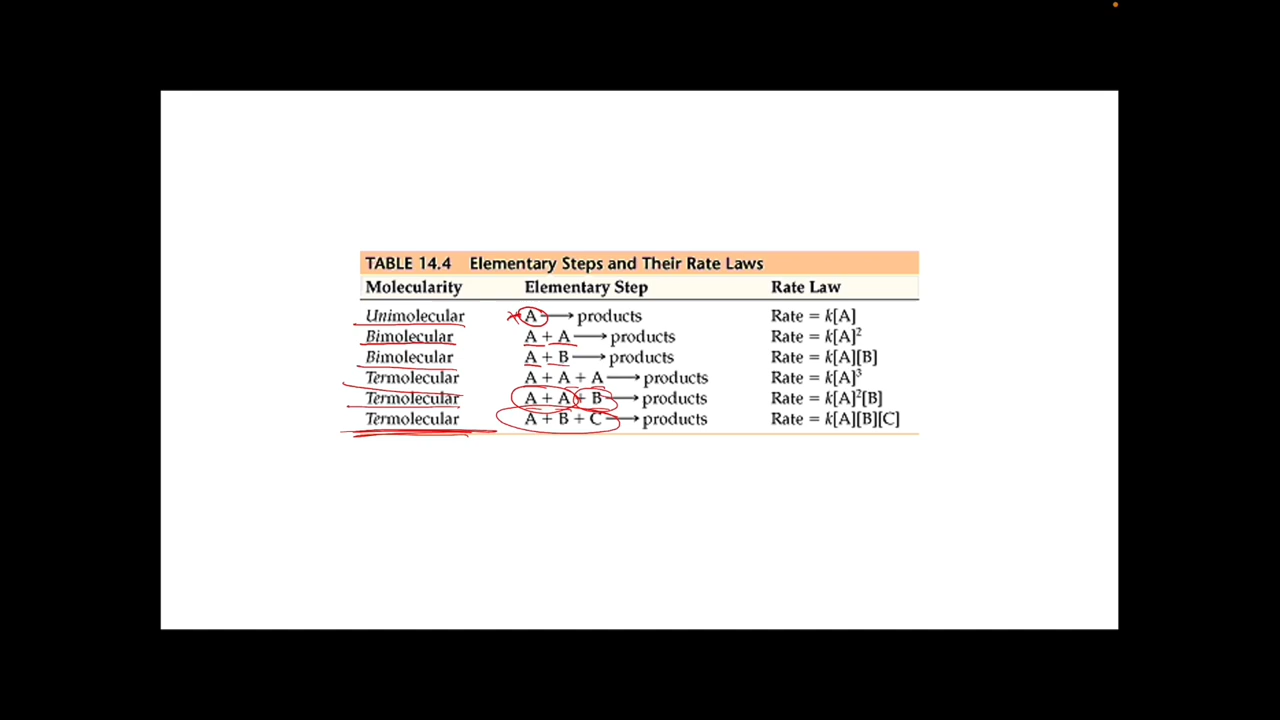 TABLE 14.4 Elementary Steps and Their Rate Laws
Molecularity Elementary Step Rate Law
Unimolecular A ⟶ products Rate = k[A]
Bimolecular A + A ⟶ products Rate = k[A]²
Bimolecular A + B ⟶ products Rate = k[A][B]
Termolecular A + A + A ⟶ products Rate = k[A]³
Termolecular A + A + B ⟶ products Rate = k[A]²[B]
Termolecular A + B + C ⟶ products Rate = k[A][B][C]